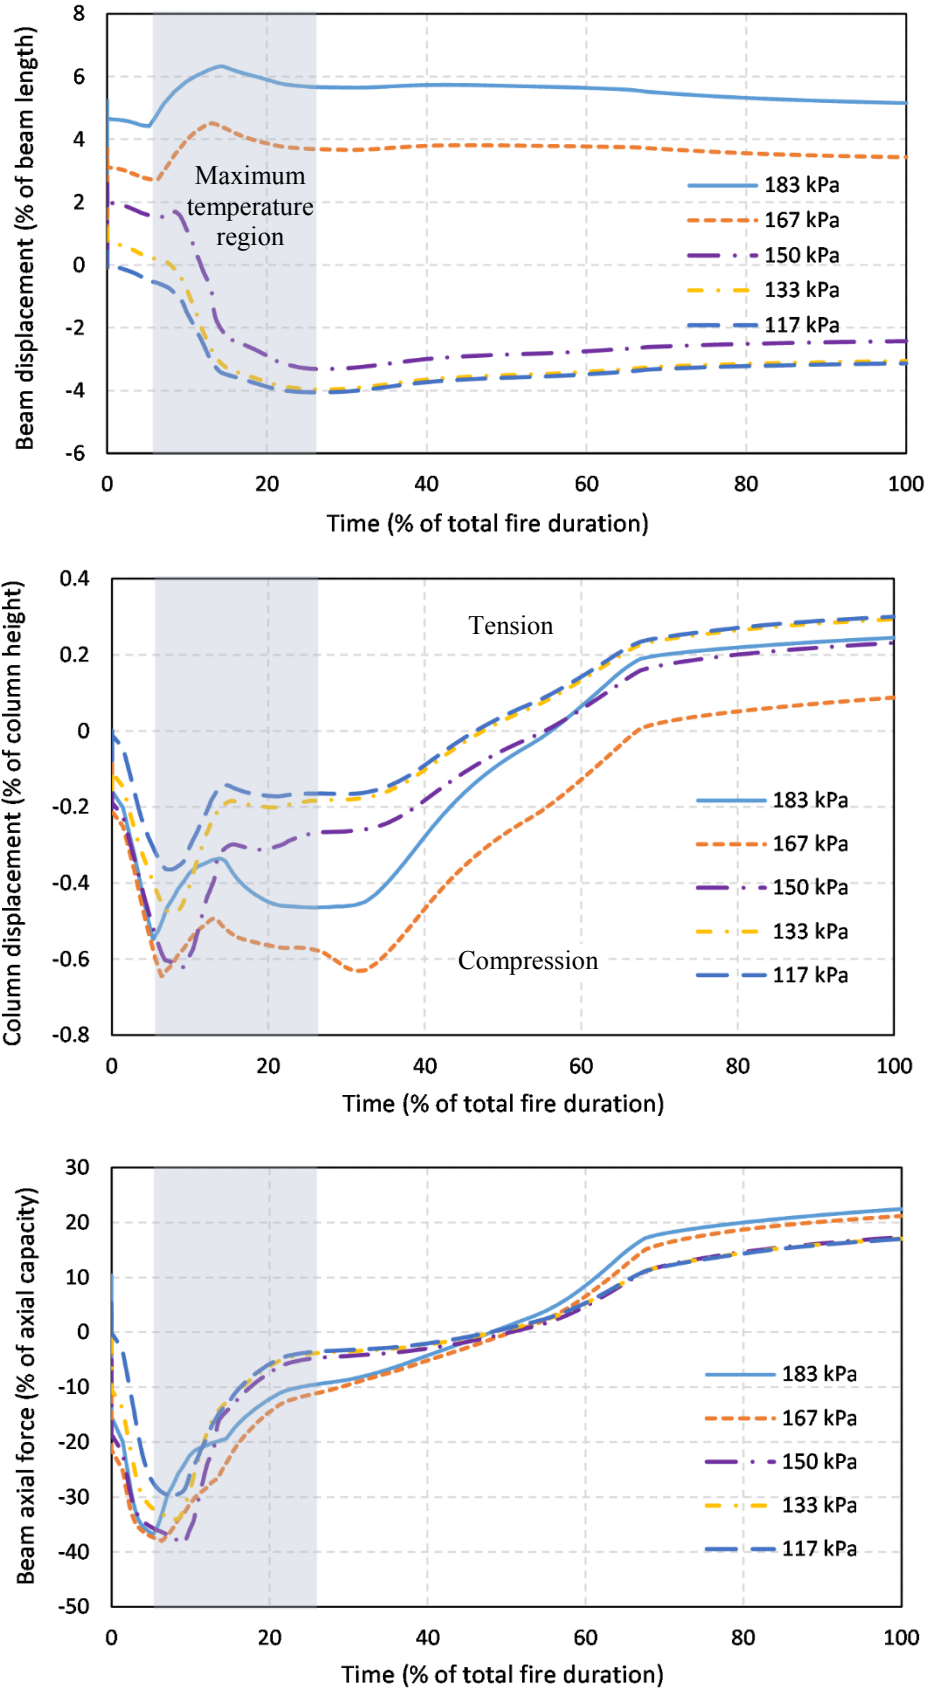 Beam displacement (% of beam length)
8
6
4
2
0
-2
-4
-6
Maximum
temperature
region
183 kPa
167 kPa
150 kPa
133 kPa
117 kPa
0 20 40 60 80 100
Time (% of total fire duration)
Column displacement (% of column height)
0.4
0.2
0
-0.2
-0.4
-0.6
-0.8
Tension
Compression
183 kPa
167 kPa
150 kPa
133 kPa
117 kPa
0 20 40 60 80 100
Time (% of total fire duration)
Beam axial force (% of axial capacity)
30
20
10
0
-10
-20
-30
-40
-50
183 kPa
167 kPa
150 kPa
133 kPa
117 kPa
0 20 40 60 80 100
Time (% of total fire duration)